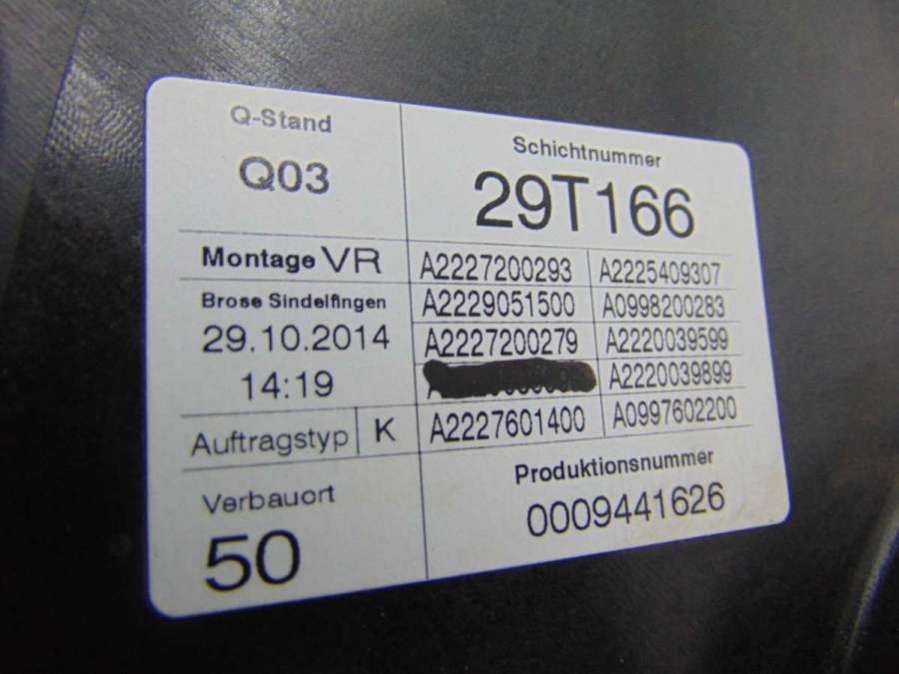 Q-Stand
Q03
Schichtnummer
29T166
Montage VR
Brose Sindelfingen
29.10.2014
14:19
Auftragstyp K
A2227200293 A2225409307
A2229051500 A0998200283
A2227200279 A2220039599
A2220039899
A2227601400 A0997602200
Verbauort
50
Produktionsnummer
0009441626